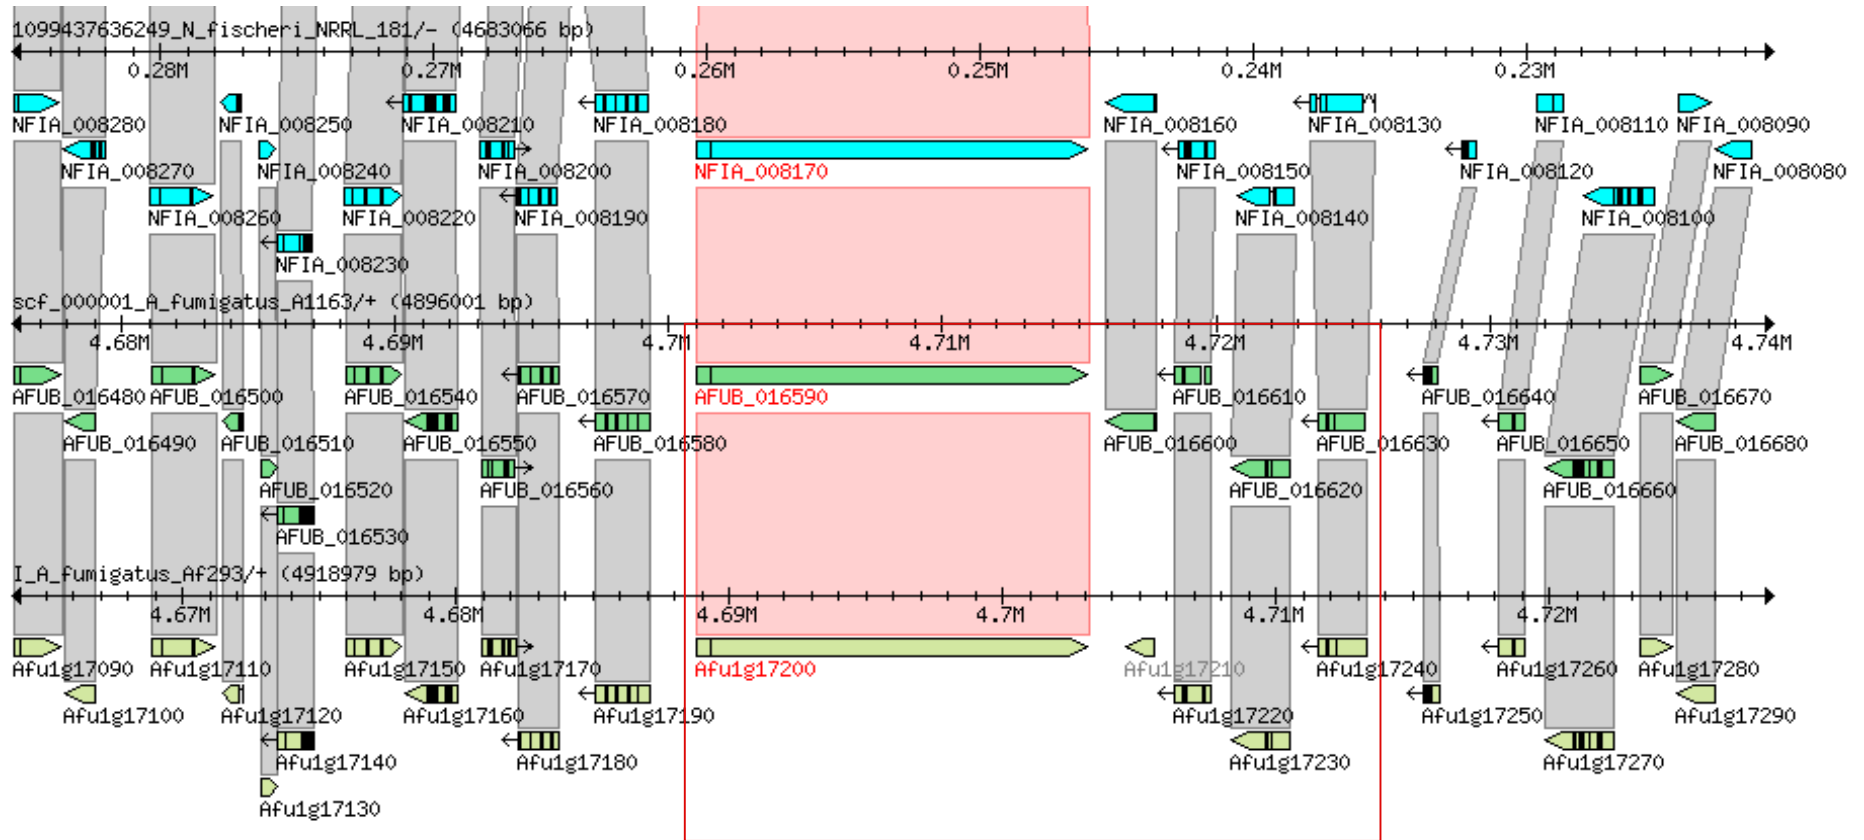 1099437636249_N_fischeri_NRRL_181/- (4683066 bp)
0.28M 0.27M 0.26M 0.25M 0.24M 0.23M
NFIA_008280 NFIA_008250 NFIA_008210 NFIA_008180 NFIA_008160 NFIA_008130 NFIA_008110 NFIA_008090
NFIA_008270 NFIA_008240 NFIA_008200 NFIA_008170 NFIA_008150 NFIA_008120 NFIA_008080
NFIA_008260 NFIA_008220 NFIA_008190 NFIA_008140 NFIA_008100
NFIA_008230
scf_000001_A_fumigatus_A1163/+ (4896001 bp)
4.68M 4.69M 4.7M 4.71M 4.72M 4.73M 4.74M
AFUB_016480 AFUB_016500 AFUB_016540 AFUB_016570 AFUB_016590 AFUB_016610 AFUB_016640 AFUB_016670
AFUB_016490 AFUB_016510 AFUB_016550 AFUB_016580 AFUB_016600 AFUB_016630 AFUB_016650 AFUB_016680
AFUB_016520 AFUB_016560 AFUB_016620 AFUB_016660
AFUB_016530
I_A_fumigatus_Af293/+ (4918979 bp)
4.67M 4.68M 4.69M 4.7M 4.71M 4.72M
Afu1g17090 Afu1g17110 Afu1g17150 Afu1g17170 Afu1g17200 Afu1g17210 Afu1g17240 Afu1g17260 Afu1g17280
Afu1g17100 Afu1g17120 Afu1g17160 Afu1g17190 Afu1g17220 Afu1g17250 Afu1g17290
Afu1g17140 Afu1g17180 Afu1g17230 Afu1g17270
Afu1g17130